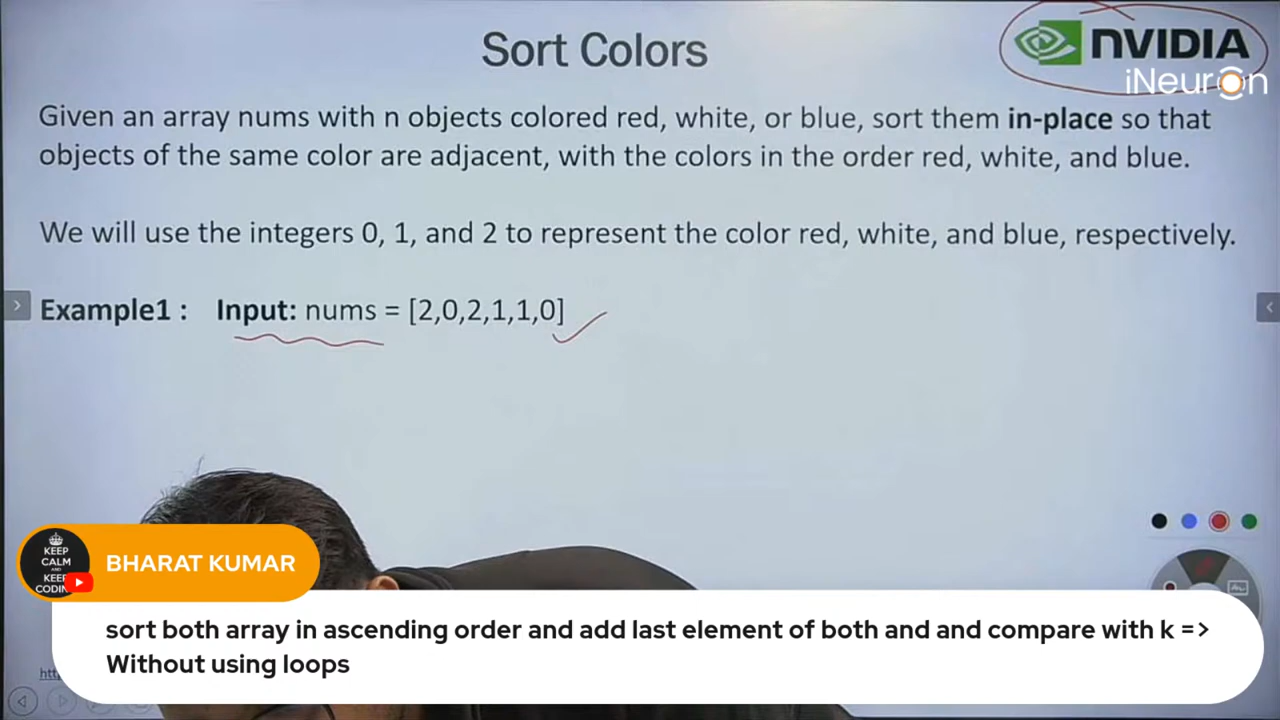 Sort Colors
nVIDIA
iNeuron
Given an array nums with n objects colored red, white, or blue, sort them in-place so that
objects of the same color are adjacent, with the colors in the order red, white, and blue.
We will use the integers 0, 1, and 2 to represent the color red, white, and blue, respectively.
Example1 : Input: nums = [2,0,2,1,1,0]
KEEP
CALM
AND
KEEP
BHARAT KUMAR
sort both array in ascending order and add last element of both and and compare with k =>
Without using loops